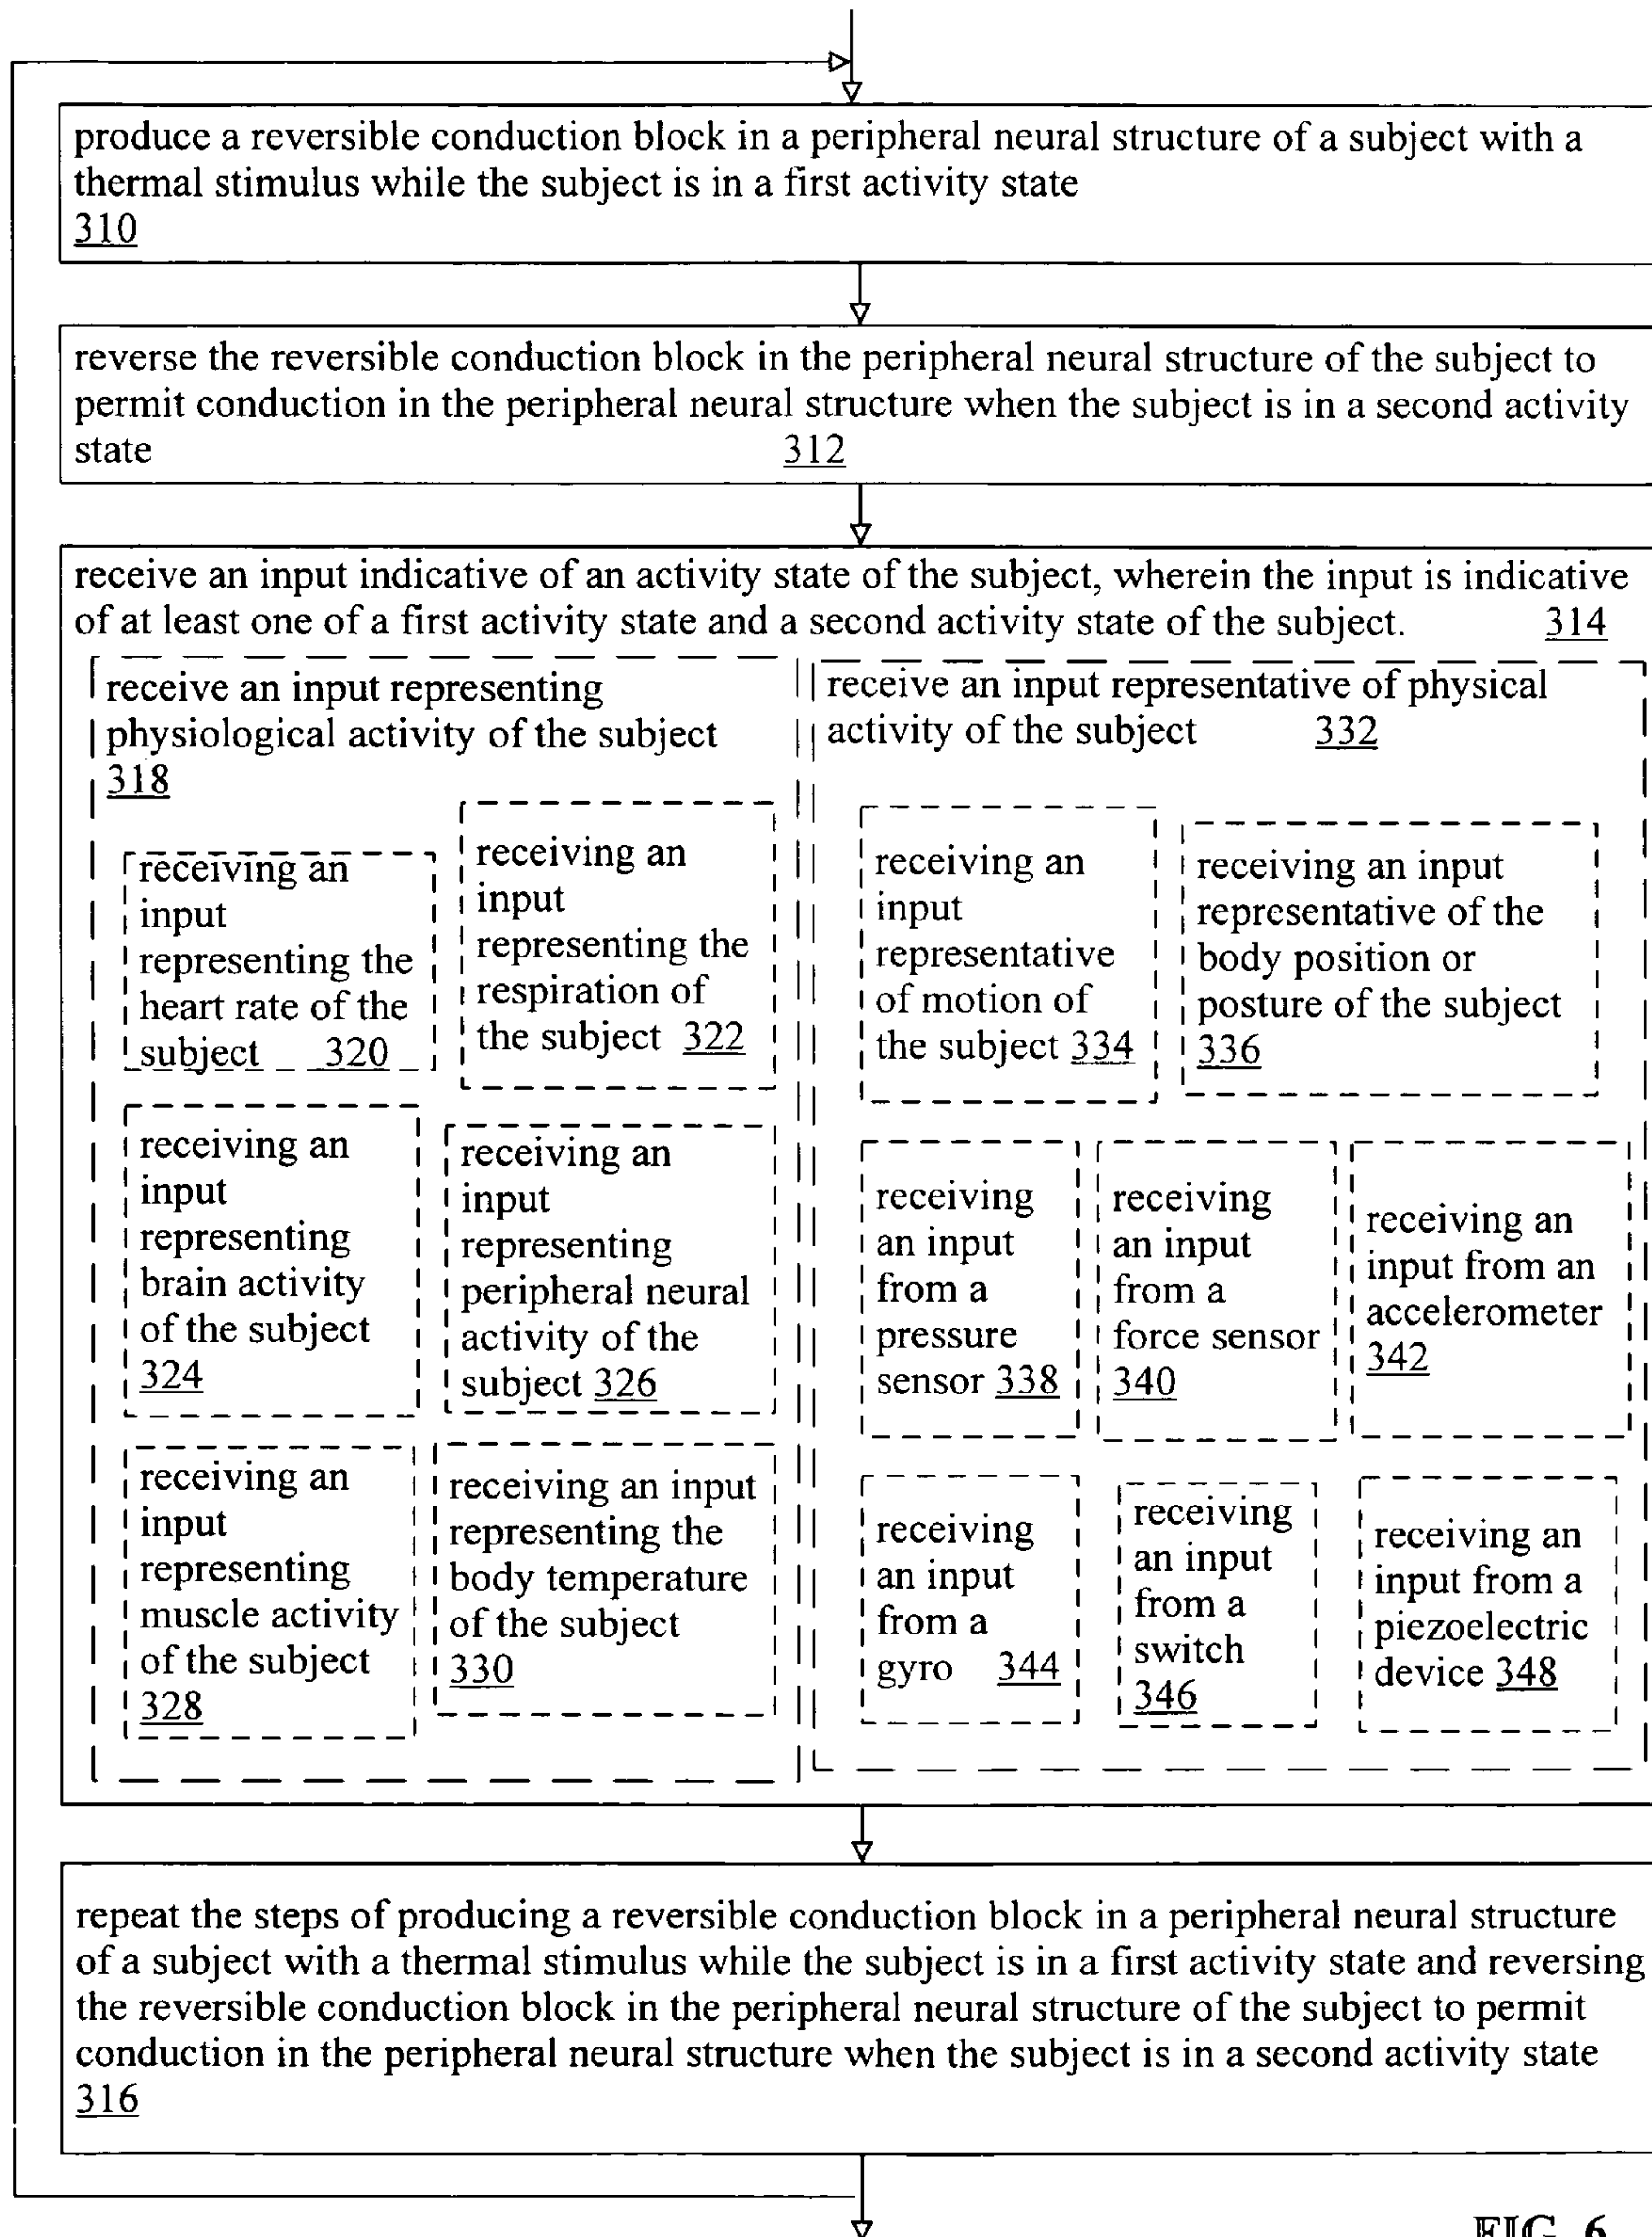 produce a reversible conduction block in a peripheral neural structure of a subject with a
thermal stimulus while the subject is in a first activity state
310
reverse the reversible conduction block in the peripheral neural structure of the subject to
permit conduction in the peripheral neural structure when the subject is in a second activity
state 312
receive an input indicative of an activity state of the subject, wherein the input is indicative
of at least one of a first activity state and a second activity state of the subject. 314
receive an input representing
physiological activity of the subject
318
receiving an
input
representing the
heart rate of the
subject 320
receiving an
input
representing the
respiration of
the subject 322
receiving an
input
representing
brain activity
of the subject
324
receiving an
input
representing
peripheral neural
activity of the
subject 326
receiving an
input
representing
muscle activity
of the subject
328
receiving an input
representing the
body temperature
of the subject
330
receive an input representative of physical
activity of the subject 332
receiving an
input
representative
of motion of
the subject 334
receiving an input
representative of the
body position or
posture of the subject
336
receiving
an input
from a
pressure
sensor 338
receiving
an input
from a
force sensor
340
receiving an
input from an
accelerometer
342
receiving
an input
from a
gyro 344
receiving
an input
from a
switch
346
receiving an
input from a
piezoelectric
device 348
repeat the steps of producing a reversible conduction block in a peripheral neural structure
of a subject with a thermal stimulus while the subject is in a first activity state and reversing
the reversible conduction block in the peripheral neural structure of the subject to permit
conduction in the peripheral neural structure when the subject is in a second activity state
316
FIG. 6